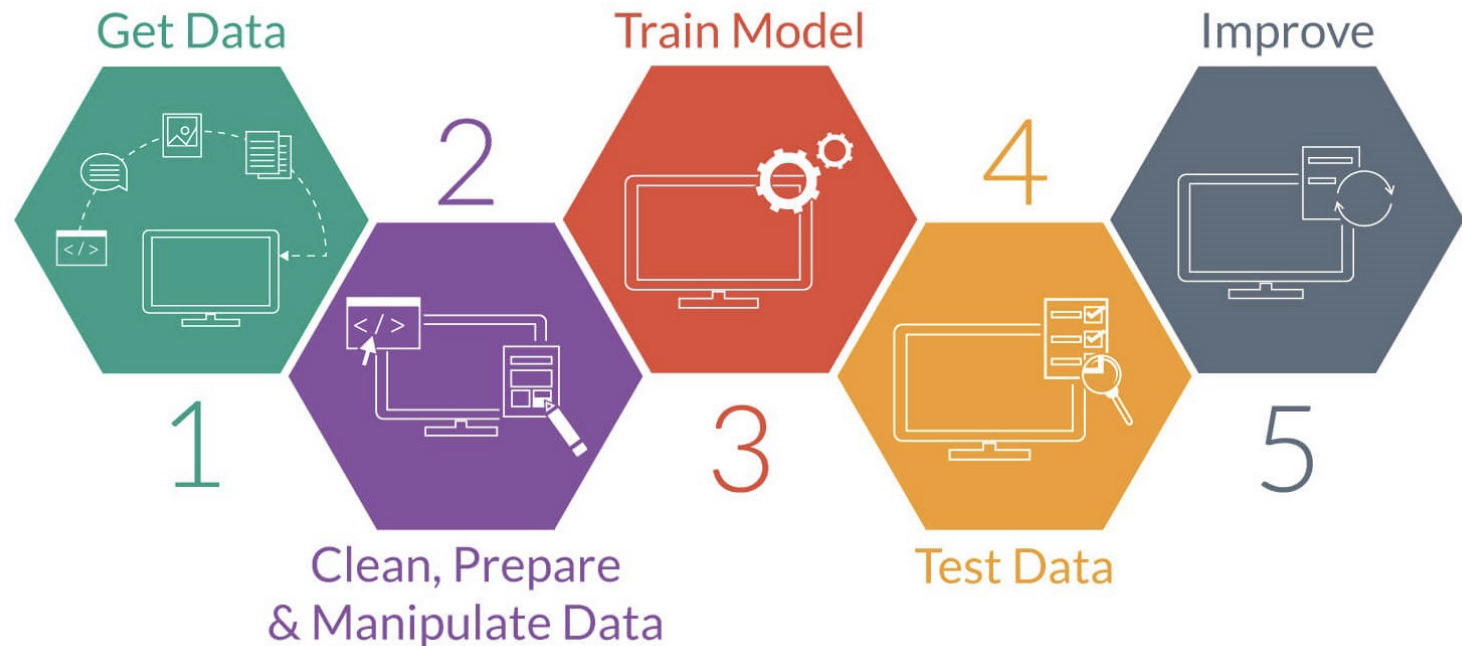 Get Data
1
</>
2
</>
Clean, Prepare
& Manipulate Data
Train Model
3
4
Test Data
Improve
5